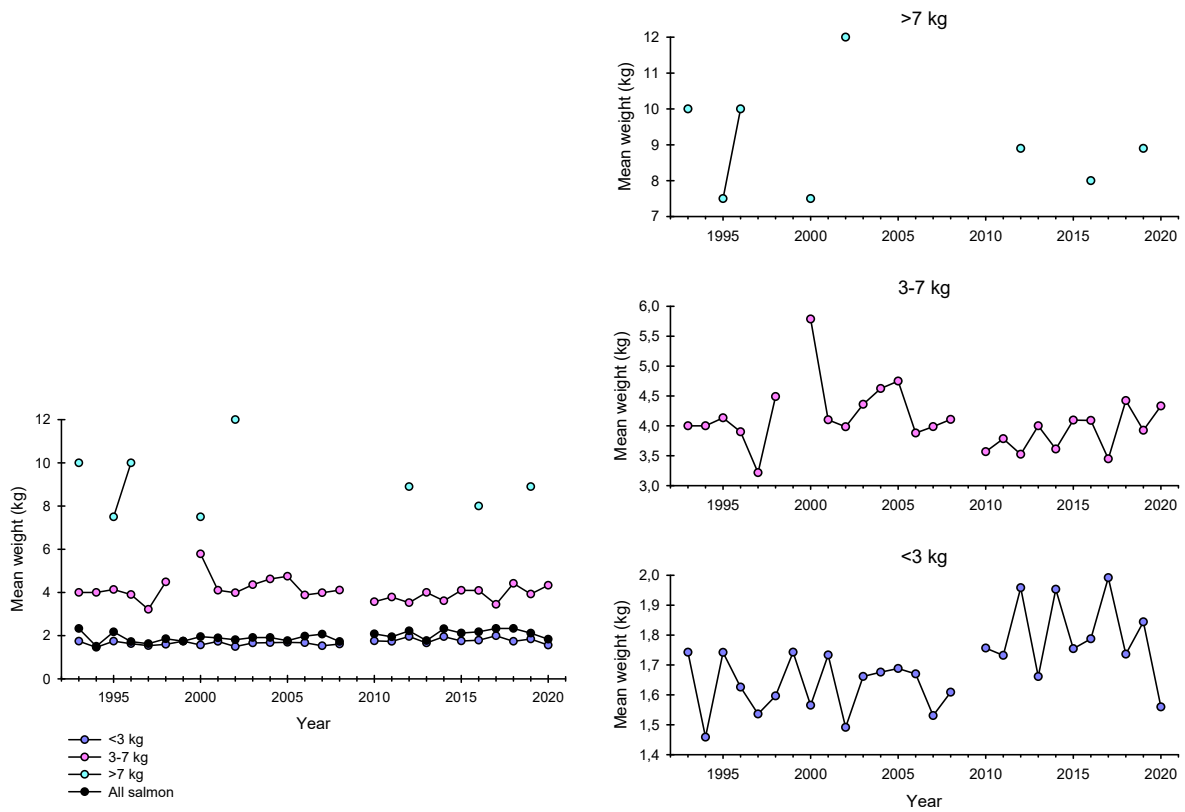 >7 kg
Mean weight (kg)
12
11
10
9
8
7
1995 2000 2005 2010 2015 2020
3-7 kg
Mean weight (kg)
6,0
5,5
5,0
4,5
4,0
3,5
3,0
1995 2000 2005 2010 2015 2020
<3 kg
Mean weight (kg)
2,0
1,9
1,8
1,7
1,6
1,5
1,4
1995 2000 2005 2010 2015 2020
Year
Mean weight (kg)
12
10
8
6
4
2
0
1995 2000 2005 2010 2015 2020
Year
<3 kg
3-7 kg
>7 kg
All salmon